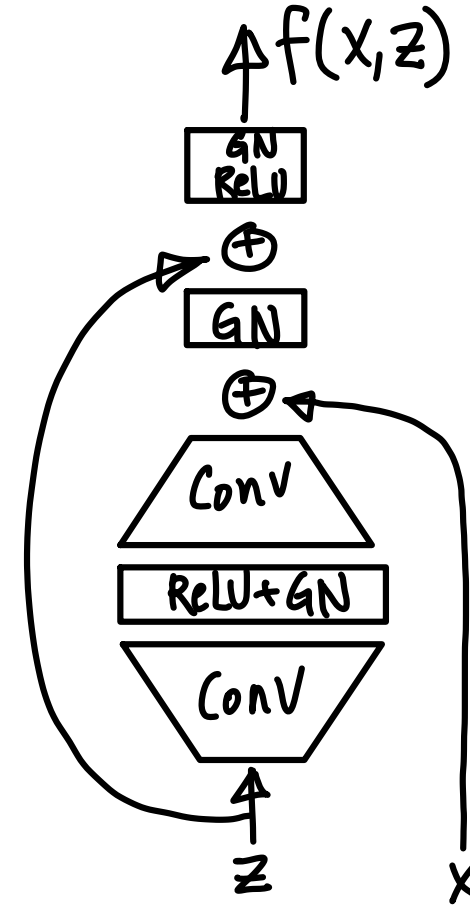 f(x,z)
GN
ReLU
+
GN
+
Conv
ReLU+GN
Conv
z
x